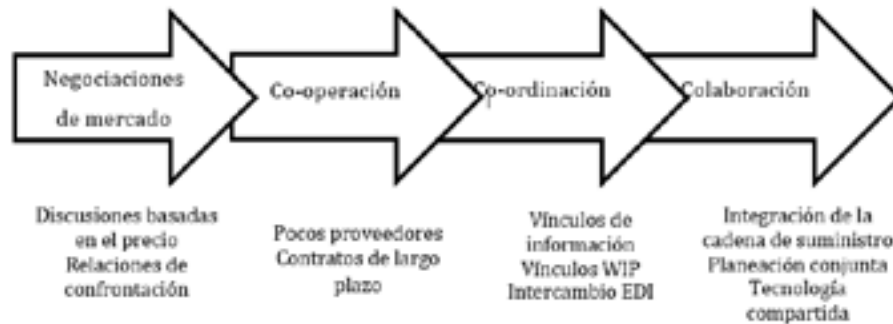 Negociaciones
de mercado
Co-operación
Co-ordinación
Colaboración
Discusiones basadas
en el precio
Relaciones de
confrontación
Pocos proveedores
Contratos de largo
plazo
Vínculos de
información
Vínculos WIP
Intercambio EDI
Integración de la
cadena de suministro
Planeación conjunta
Tecnología
compartida